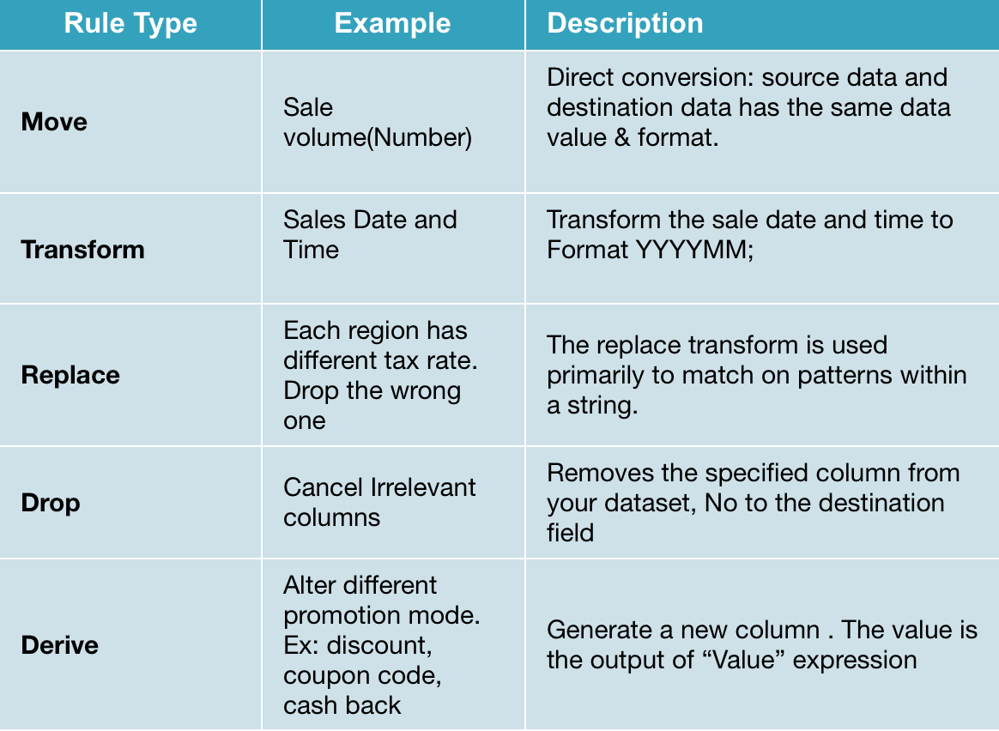 Rule Type
Example
Description
Move
Sale
volume(Number)
Direct conversion: source data and
destination data has the same data
value & format.
Transform
Sales Date and
Time
Transform the sale date and time to
Format YYYYMM;
Replace
Each region has
different tax rate.
Drop the wrong
one
The replace transform is used
primarily to match on patterns within
a string.
Drop
Cancel Irrelevant
columns
Removes the specified column from
your dataset, No to the destination
field
Derive
Alter different
promotion mode.
Ex: discount,
coupon code,
cash back
Generate a new column . The value is
the output of “Value” expression